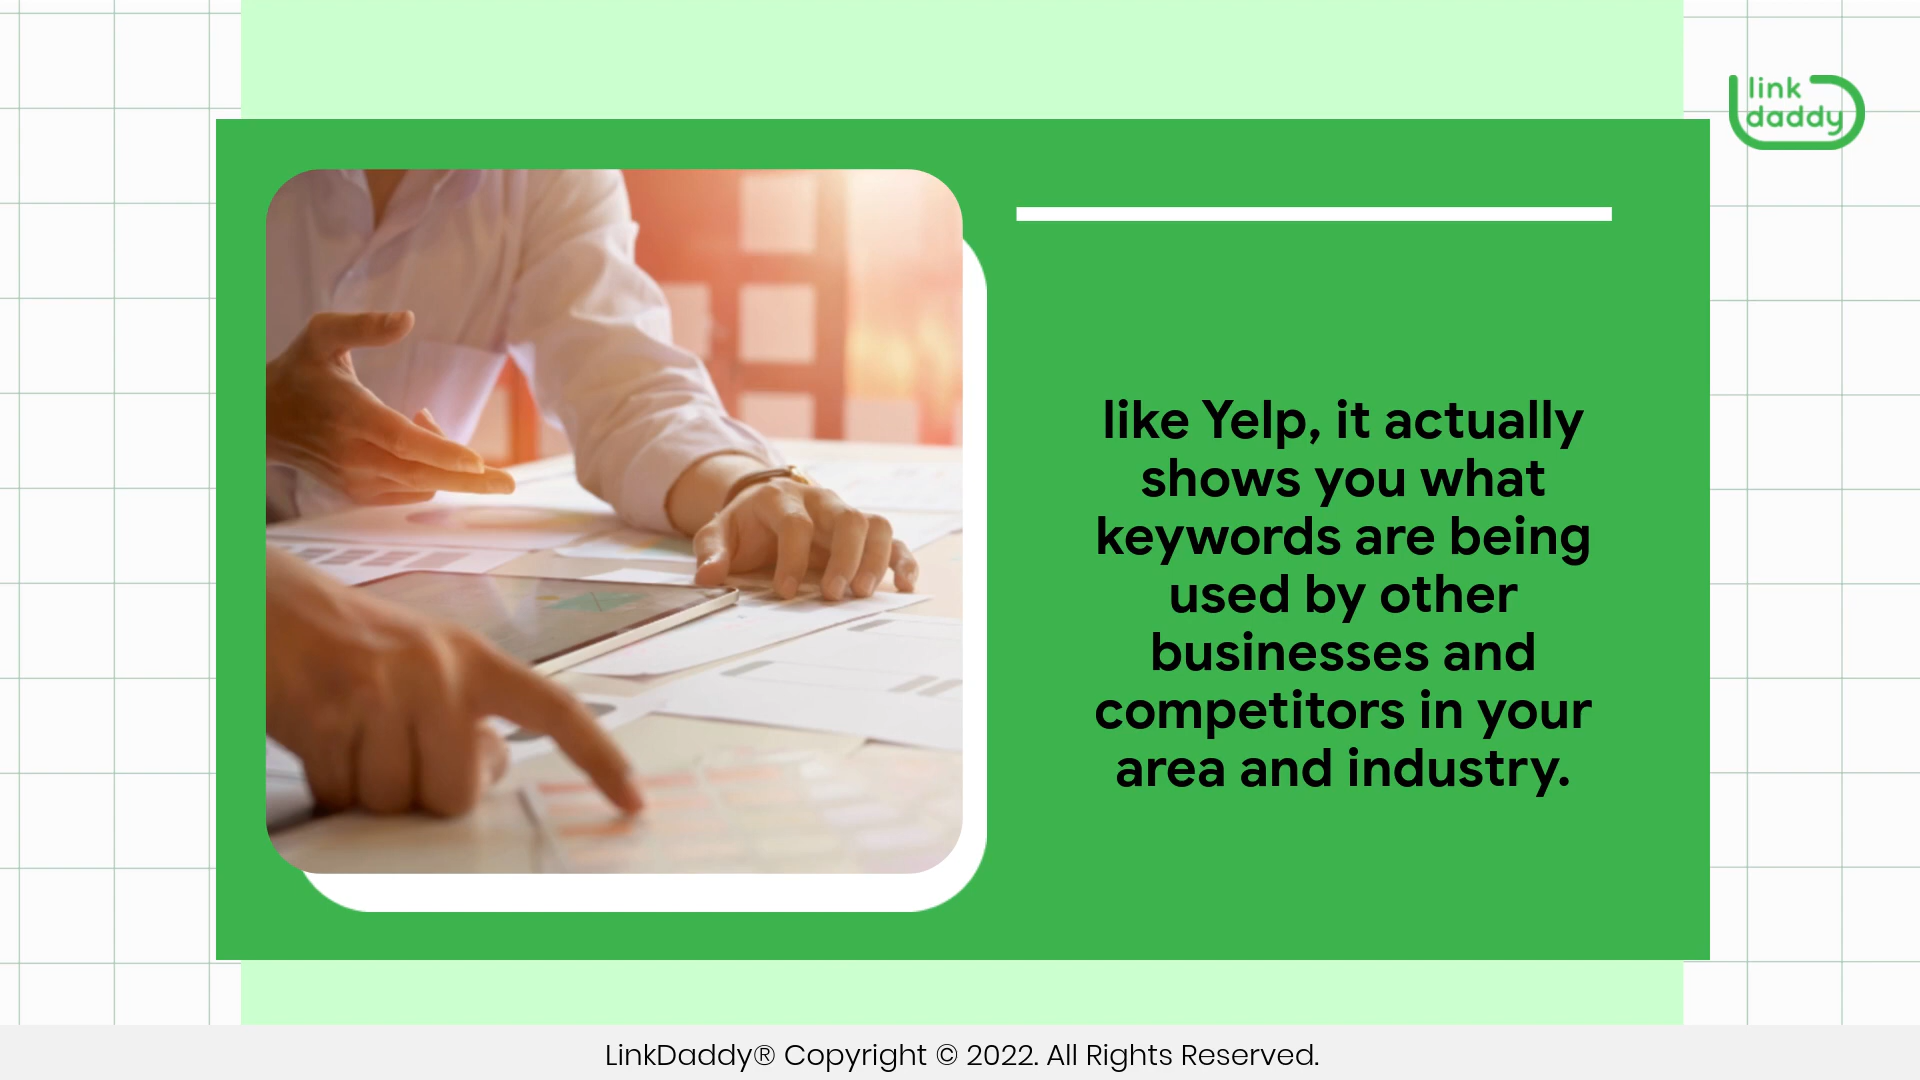 link
daddy
like Yelp, it actually
shows you what
keywords are being
used by other
businesses and
competitors in your
area and industry.
LinkDaddy® Copyright © 2022. All Rights Reserved.